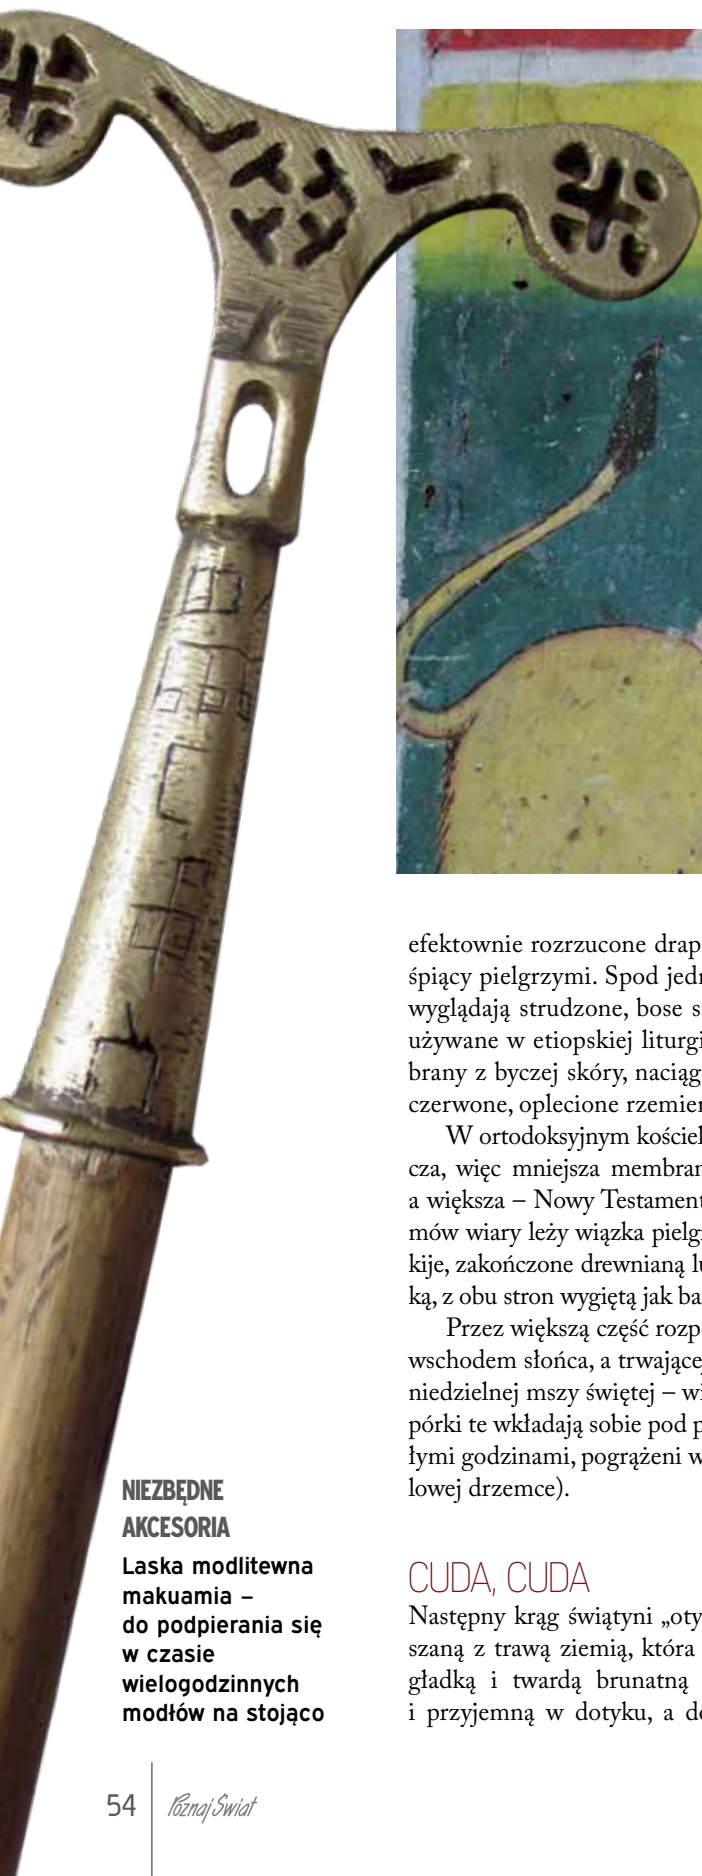 efektownie rozrzucone drap
śpiący pielgrzymi. Spod jedn
wyglądają strudzone, bose s
używane w etiopskiej liturgi
brany z byczej skóry, naciąg
czerwone, oplecione rzemien
W ortodoksyjnym kościel
cza, więc mniejsza membran
a większa – Nowy Testament
mów wiary leży wiązka pielg
kije, zakończone drewnianą lu
ką, z obu stron wygiętą jak ba
Przez większą część rozpo
wschodem słońca, a trwającej
niedzielnej mszy świętej – wi
pórki te wkładają sobie pod p
łymi godzinami, pogrążeni w
lowej drzemce).
NIEZBĘDNE
AKCESORIA
Laska modlitewna
makuamia –
do podpierania się
w czasie
wielogodzinnych
modłów na stojąco
CUDA, CUDA
Następny krąg świątyni „oty
szaną z trawą ziemią, która
gładką i twardą brunatną
i przyjemną w dotyku, a do
54
Poznaj Świat